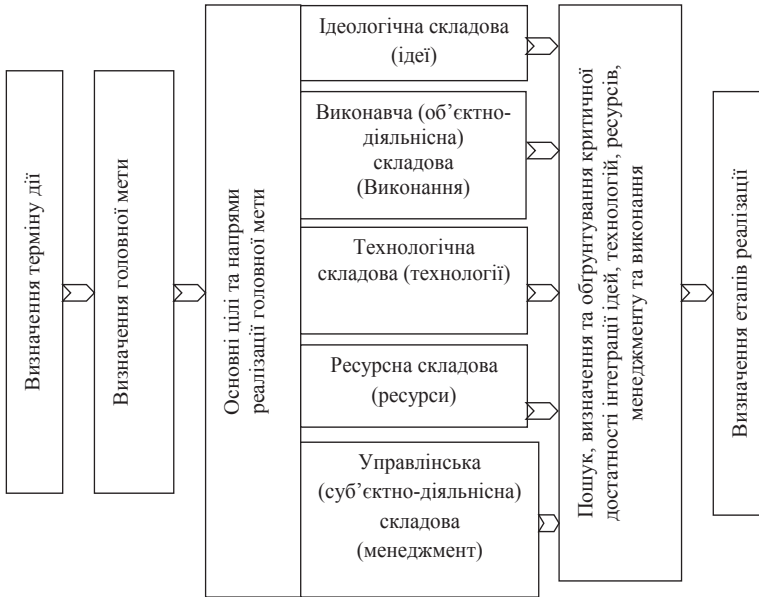 Визначення терміну дії
Визначення головної мети
Основні цілі та напрями
реалізації головної мети
Ідеологічна складова
(ідеї)
Виконавча (об’єктно-
діяльнісна)
складова
(Виконання)
Технологічна
складова (технології)
Ресурсна складова
(ресурси)
Управлінська
(суб’єктно-діяльнісна)
складова
(менеджмент)
Пошук, визначення та обґрунтування критичної
достатності інтеграції ідей, технологій, ресурсів,
менеджменту та виконання
Визначення етапів реалізації